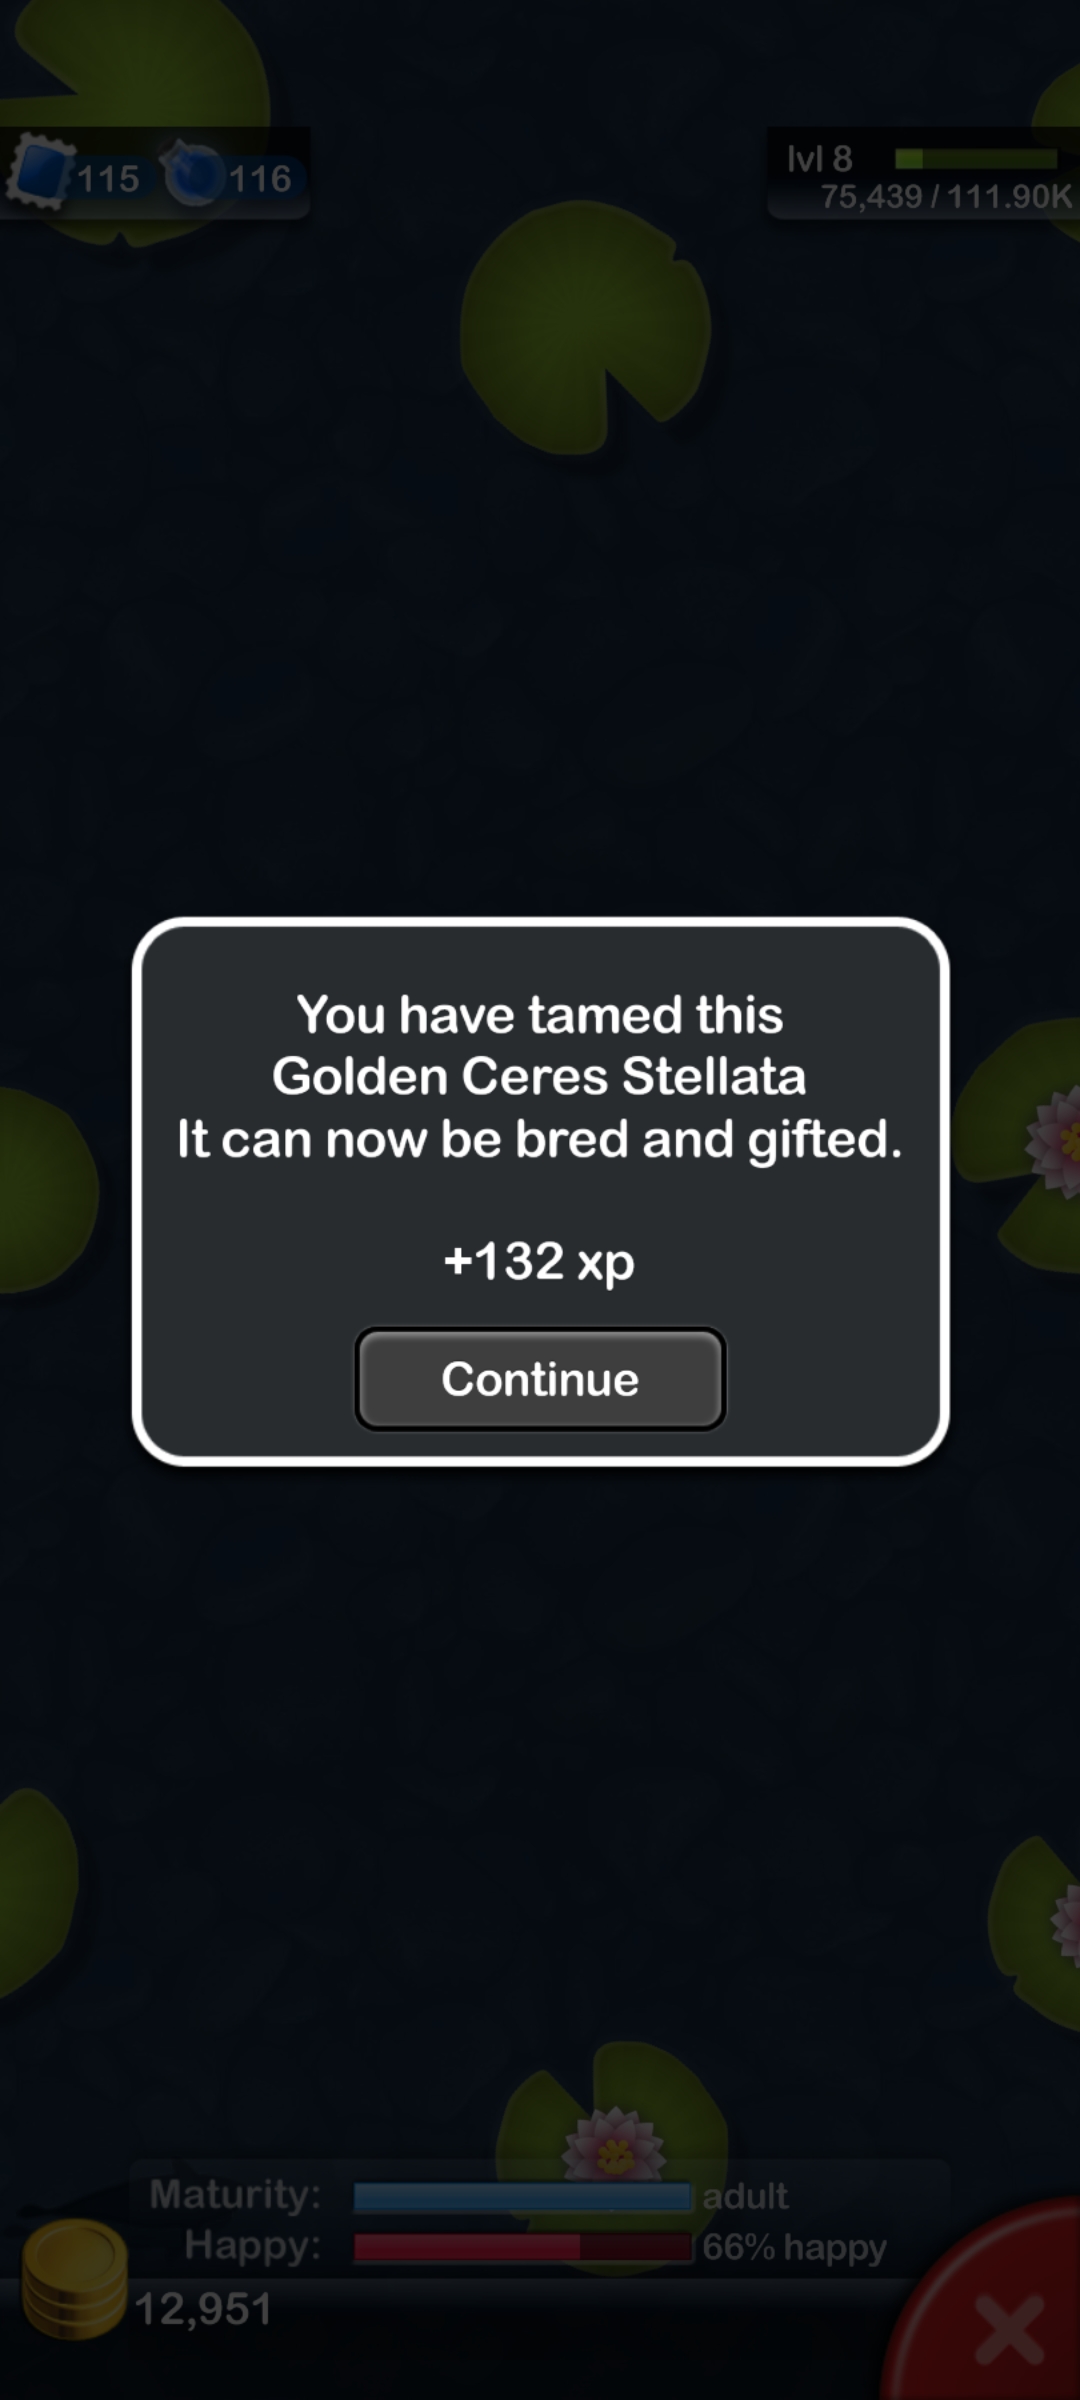 115 116
lvl 8
75,439 / 111.90K
You have tamed this
Golden Ceres Stellata
It can now be bred and gifted.
+132 xp
Continue
Maturity: adult
Happy: 66% happy
12,951